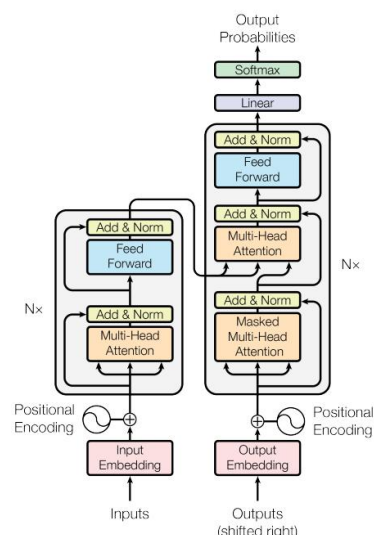 Output
Probabilities
Softmax
Linear
Add & Norm
Feed
Forward
Add & Norm
Multi-Head
Attention
Add & Norm
Masked
Multi-Head
Attention
Nx
Add & Norm
Feed
Forward
Add & Norm
Multi-Head
Attention
Nx
Positional
Encoding
Positional
Encoding
Input
Embedding
Output
Embedding
Inputs
Outputs
(shifted right)